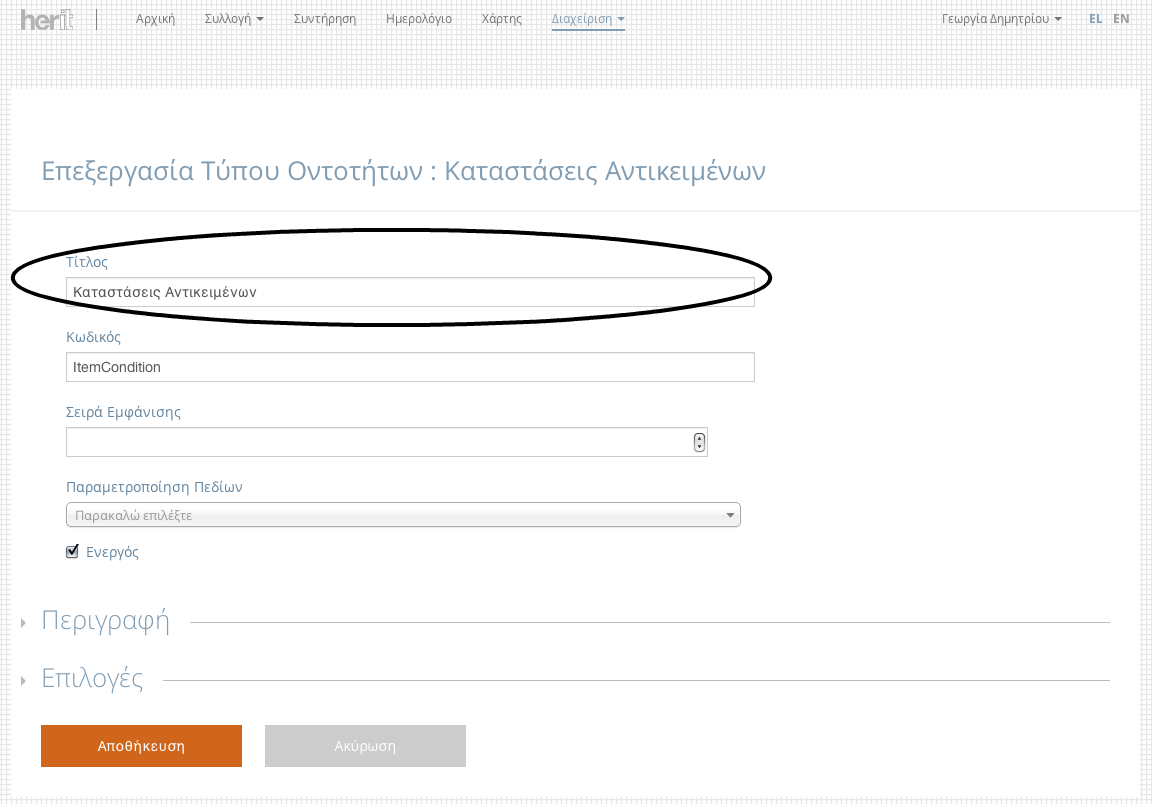 herit Αρχική Συλλογή Συντήρηση Ημερολόγιο Χάρτης Διαχείριση Γεωργία Δημητρίου EL EN
Επεξεργασία Τύπου Οντοτήτων : Καταστάσεις Αντικειμένων
Τίτλος
Καταστάσεις Αντικειμένων
Κωδικός
ItemCondition
Σειρά Εμφάνισης
Παραμετροποίηση Πεδίων
Παρακαλώ επιλέξτε
Ενεργός
Περιγραφή
Επιλογές
Αποθήκευση Ακύρωση